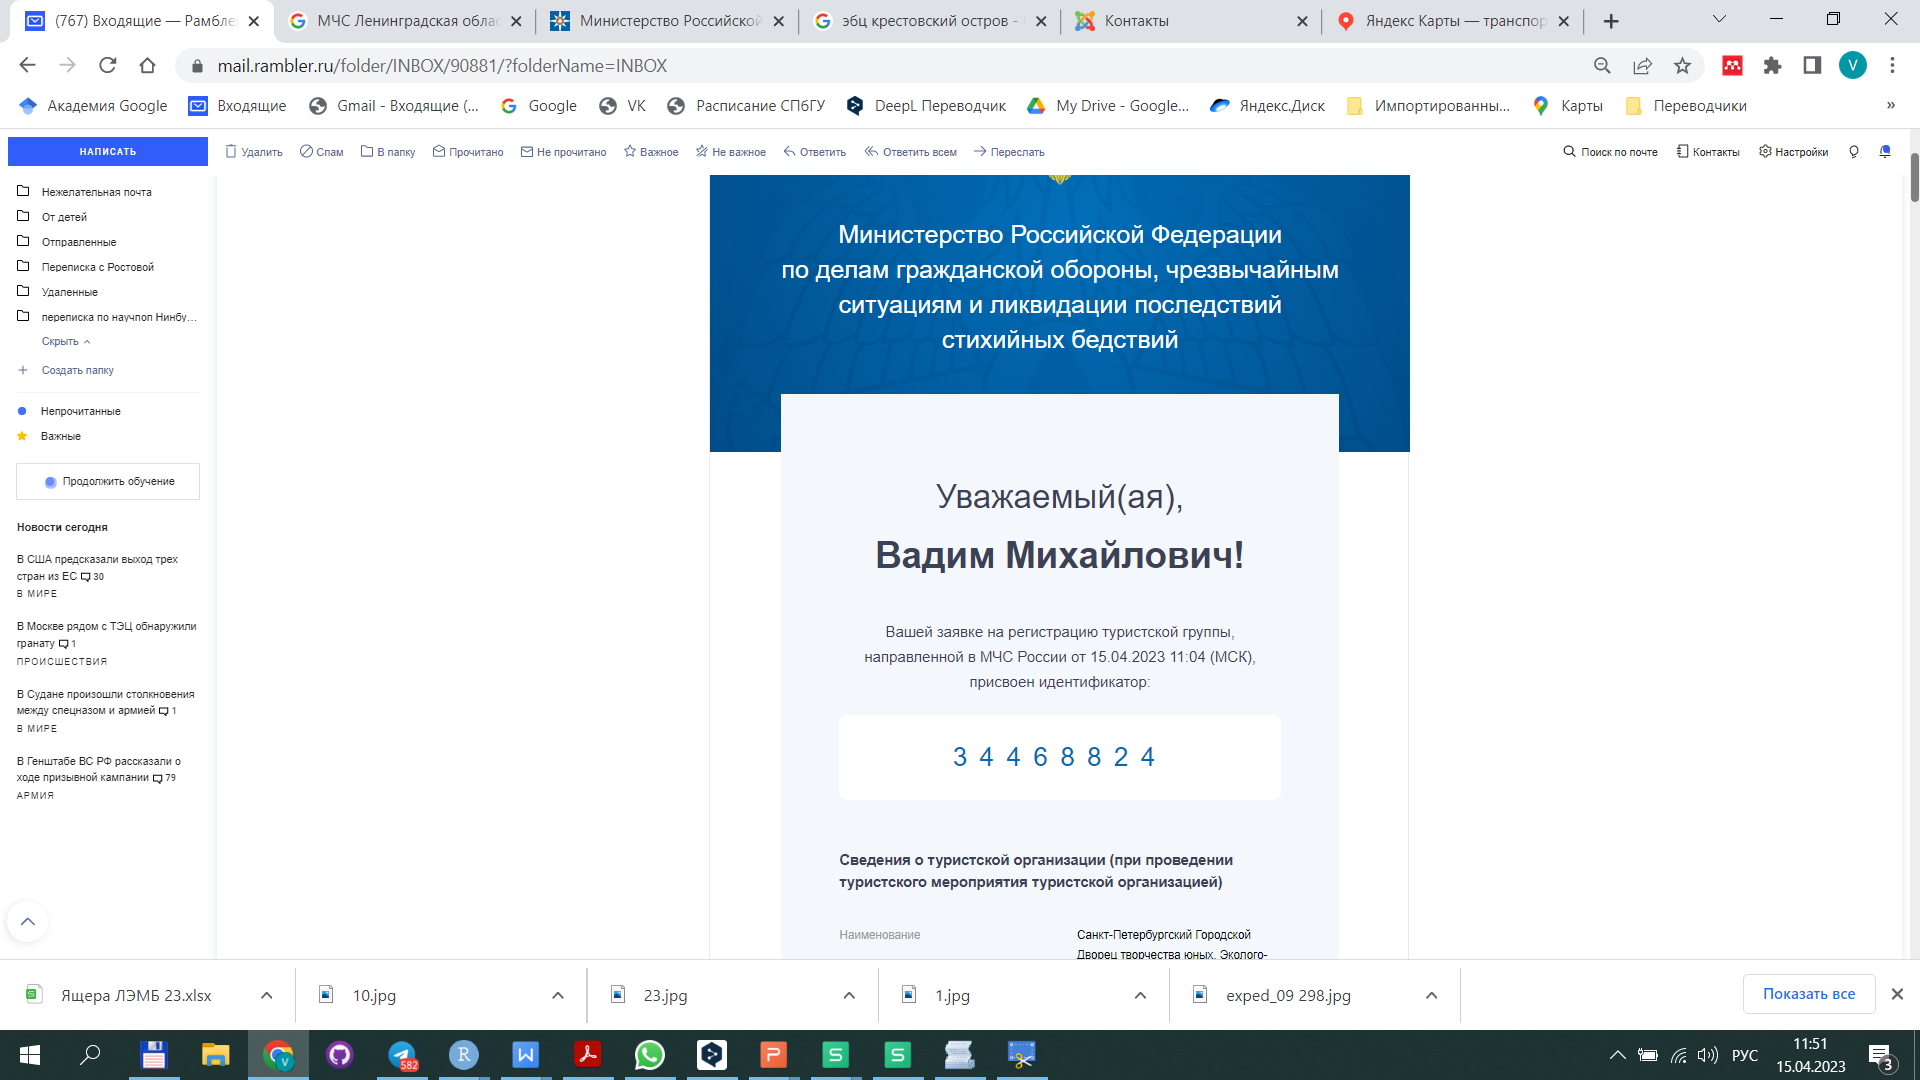 (767) Входящие — Рамбле
МЧС Ленинградская облас
Министерство Российской
эбц крестовский остров -
Контакты
Яндекс Карты — транспор
mail.rambler.ru/folder/INBOX/90881/?folderName=INBOX
V
Академия Google
Входящие
Gmail - Входящие (...
Google
VK
Расписание СПбГУ
DeepL Переводчик
My Drive - Google...
Яндекс.Диск
Импортированны...
Карты
Переводчики
»
НАПИСАТЬ
Удалить
Спам
В папку
Прочитано
Не прочитано
Важное
Не важное
Ответить
Ответить всем
Переслать
Поиск по почте
Контакты
Настройки
Нежелательная почта
От детей
Отправленные
Переписка с Ростовой
Удаленные
переписка по научпоп Нинбу...
Скрыть
Создать папку
Непрочитанные
Важные
Продолжить обучение
Новости сегодня
В США предсказали выход трех
стран из ЕС 30
В МИРЕ
В Москве рядом с ТЭЦ обнаружили
гранату 1
ПРОИСШЕСТВИЯ
В Судане произошли столкновения
между спецназом и армией 1
В МИРЕ
В Генштабе ВС РФ рассказали о
ходе призывной кампании 79
АРМИЯ
Министерство Российской Федерации
по делам гражданской обороны, чрезвычайным
ситуациям и ликвидации последствий
стихийных бедствий
Уважаемый(ая),
Вадим Михайлович!
Вашей заявке на регистрацию туристской группы,
направленной в МЧС России от 15.04.2023 11:04 (МСК),
присвоен идентификатор:
3 4 4 6 8 8 2 4
Сведения о туристской организации (при проведении
туристского мероприятия туристской организацией)
Наименование
Санкт-Петербургский Городской
Дворец творчества юных. Эколого-
Ящера ЛЭМБ 23.xlsx
10.jpg
23.jpg
1.jpg
exped_09 298.jpg
Показать все
582
РУС
11:51
15.04.2023
3